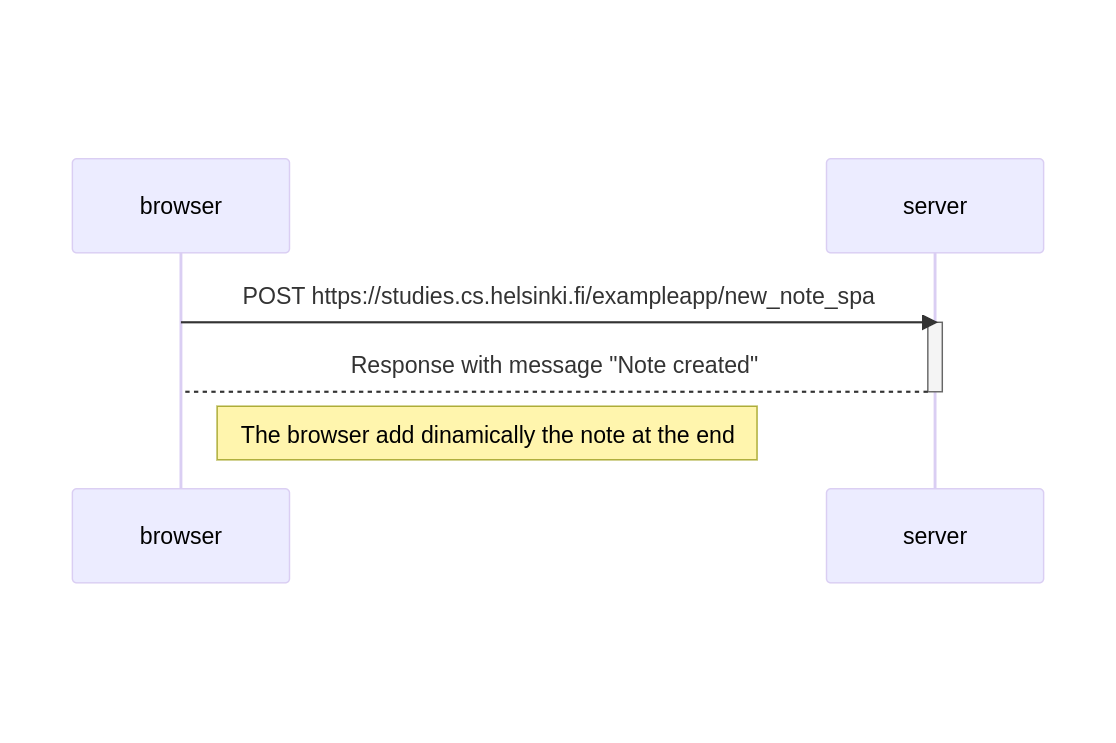 browser
server
POST https://studies.cs.helsinki.fi/exampleapp/new_note_spa
Response with message "Note created"
The browser add dinamically the note at the end
browser
server